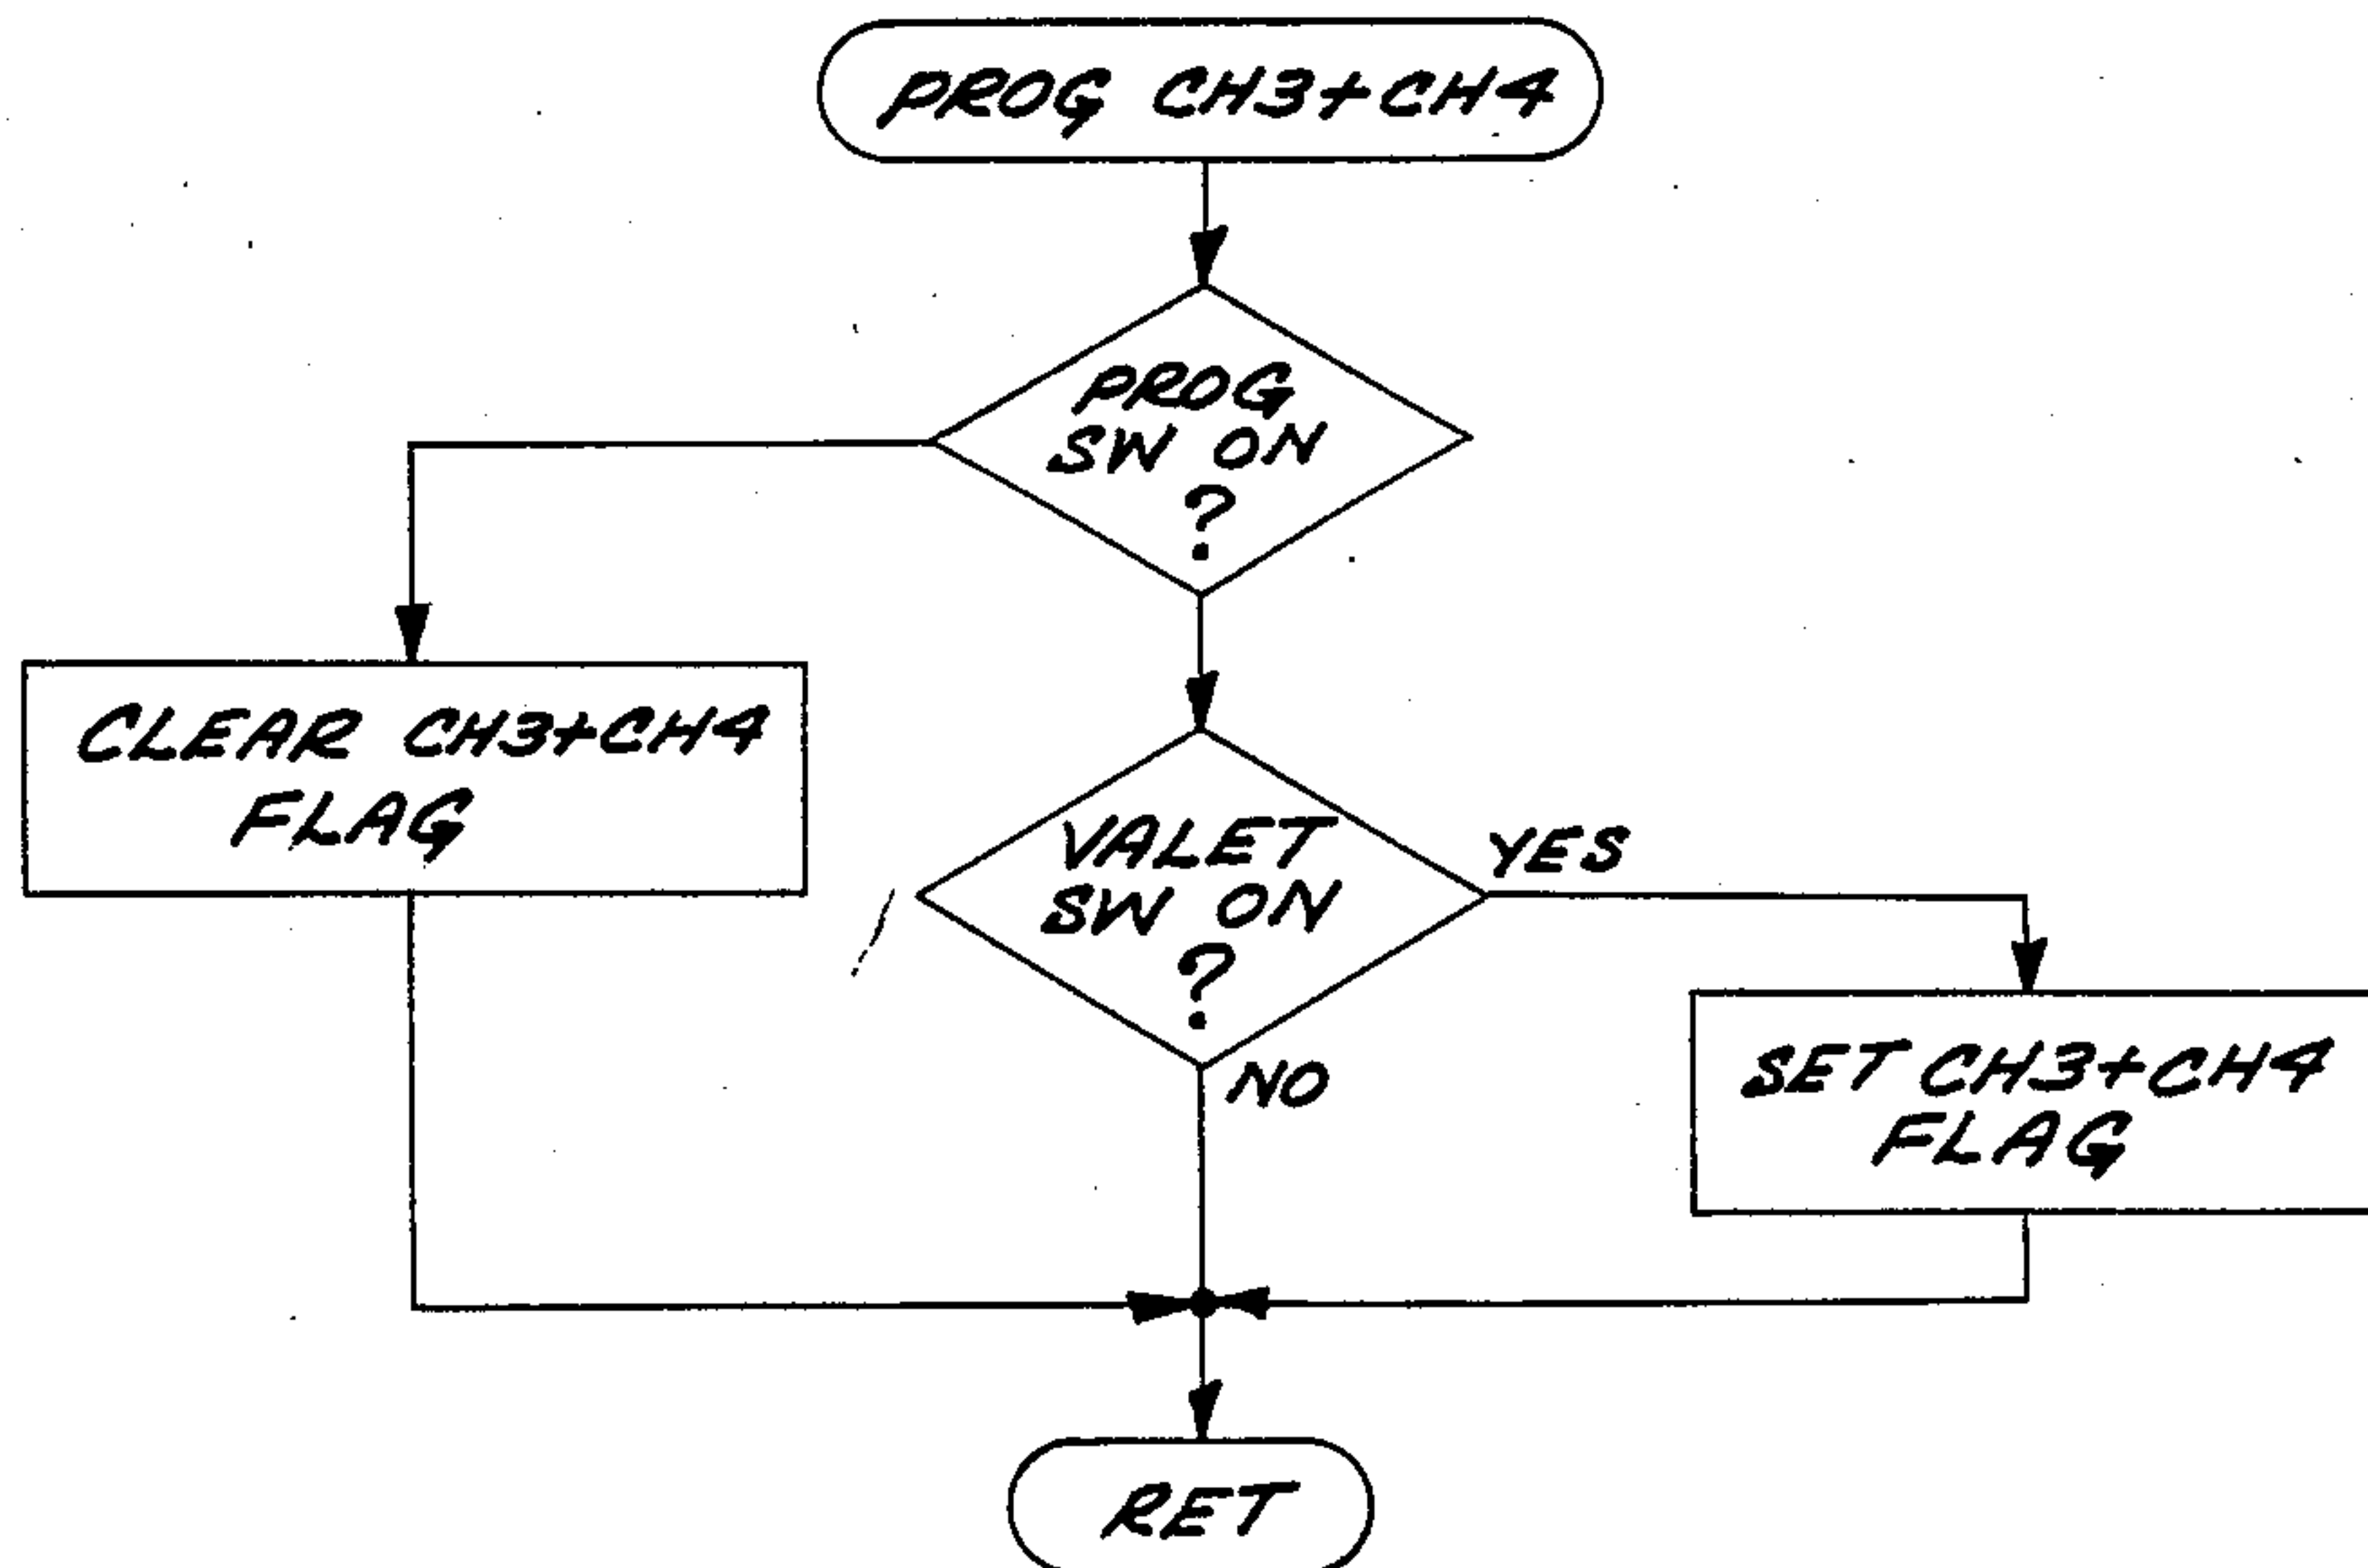 PROG CH3+CH4
PROG
SW ON
?
CLEAR CH3+CH4
FLAG
VALET
SW ON
?
YES
NO
SET CH3+CH4
FLAG
RET